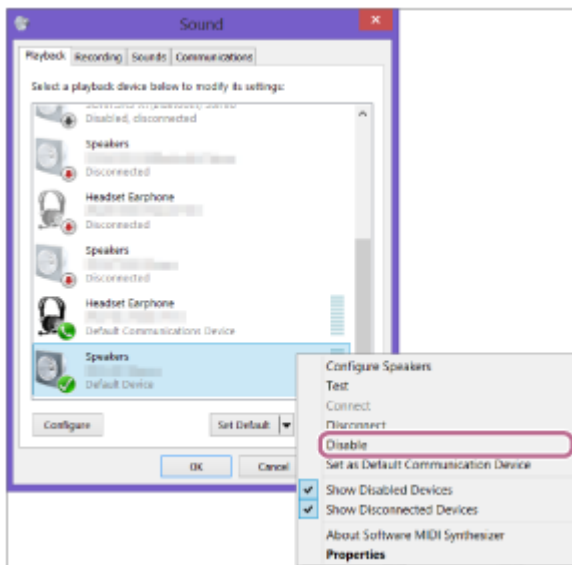 Sound
Playback Recording Sounds Communications
Select a playback device below to modify its settings:
Disabled, disconnected
Speakers
Disconnected
Headset Earphone
Disconnected
Speakers
Disconnected
Headset Earphone
Default Communications Device
Speakers
Default Device
Configure Set Default
OK Cancel
Configure Speakers
Test
Connect
Disconnect
Disable
Set as Default Communication Device
Show Disabled Devices
Show Disconnected Devices
About Software MIDI Synthesizer
Properties